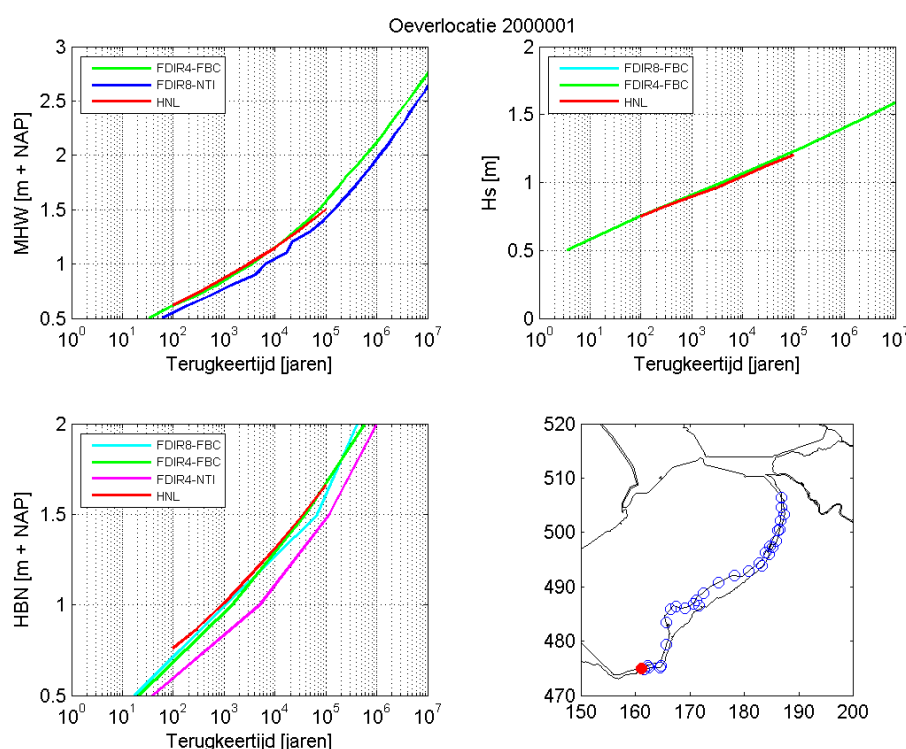 Oeverlocatie 2000001
MHW [m + NAP]
3
2.5
2
1.5
1
0.5
FDIR4-FBC
FDIR8-NTI
HNL
10^0 10^1 10^2 10^3 10^4 10^5 10^6 10^7
Terugkeertijd [jaren]
Hs [m]
2
1.5
1
0.5
0
FDIR8-FBC
FDIR4-FBC
HNL
10^0 10^1 10^2 10^3 10^4 10^5 10^6 10^7
Terugkeertijd [jaren]
HBN [m + NAP]
2
1.5
1
0.5
FDIR8-FBC
FDIR4-FBC
FDIR4-NTI
HNL
10^0 10^1 10^2 10^3 10^4 10^5 10^6 10^7
Terugkeertijd [jaren]
520
510
500
490
480
470
150 160 170 180 190 200